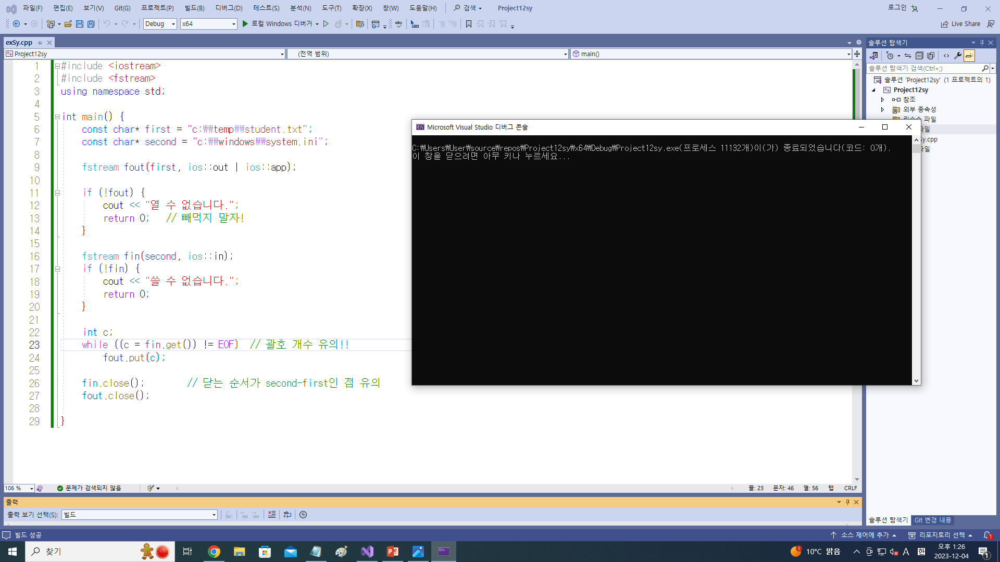 파일(F) 편집(E) 보기(V) Git(G) 프로젝트(P) 빌드(B) 디버그(D) 테스트(S) 분석(N) 도구(T) 확장(X) 창(W) 도움말(H) 검색 Project12sy 로그인
Debug x64 로컬 Windows 디버거 Live Share
exSy.cpp
Project12sy (전역 범위) main()
1 #include <iostream>
2 #include <fstream>
3 using namespace std;
4
5 int main() {
6 const char* first = "c:₩₩temp₩₩student.txt";
7 const char* second = "c:₩₩windows₩₩system.ini";
8
9 fstream fout(first, ios::out | ios::app);
10
11 if (!fout) {
12 cout << "열 수 없습니다.";
13 return 0; // 빼먹지 말자!
14 }
15
16 fstream fin(second, ios::in);
17 if (!fin) {
18 cout << "쓸 수 없습니다.";
19 return 0;
20 }
21
22 int c;
23 while ((c = fin.get()) != EOF) // 괄호 개수 유의!!
24 fout.put(c);
25
26 fin.close(); // 닫는 순서가 second-first인 점 유의
27 fout.close();
28
29 }
Microsoft Visual Studio 디버그 콘솔
C:₩Users₩User₩source₩repos₩Project12sy₩x64₩Debug₩Project12sy.exe(프로세스 11132개)이(가) 종료되었습니다(코드: 0개).
이 창을 닫으려면 아무 키나 누르세요...
솔루션 탐색기
솔루션 탐색기 검색(Ctrl+;)
솔루션 'Project12sy' (1 프로젝트의 1)
Project12sy
참조
외부 종속성
파일
파일
Sy.cpp
파일
106 % 문제가 검색되지 않음 줄: 23 문자: 46 열: 56 탭 CRLF
출력
출력 보기 선택(S): 빌드
솔루션 탐색기 Git 변경 내용
빌드 성공 소스 제어에 추가 리포지토리 선택 1
찾기 1 10°C 맑음 A 한 오후 1:26
2023-12-04 1